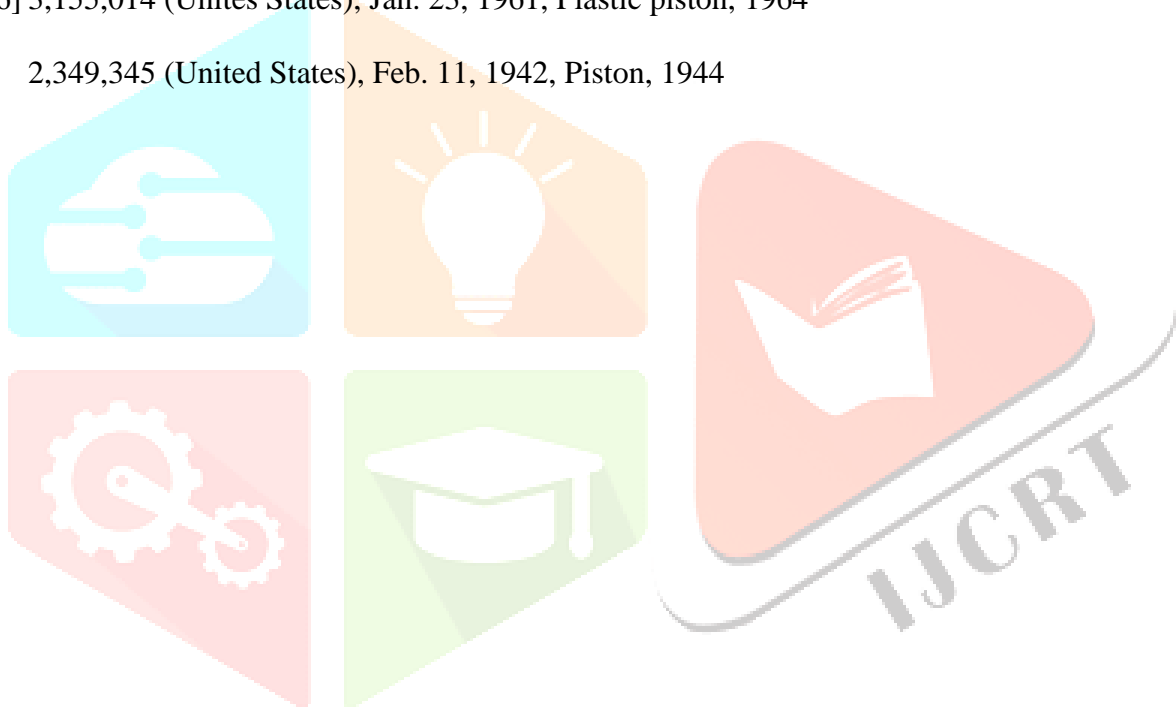 3,155,014 (Unites States), Jan. 23, 1961, Plastic piston, 1964
2,349,345 (United States), Feb. 11, 1942, Piston, 1944
IJCRT